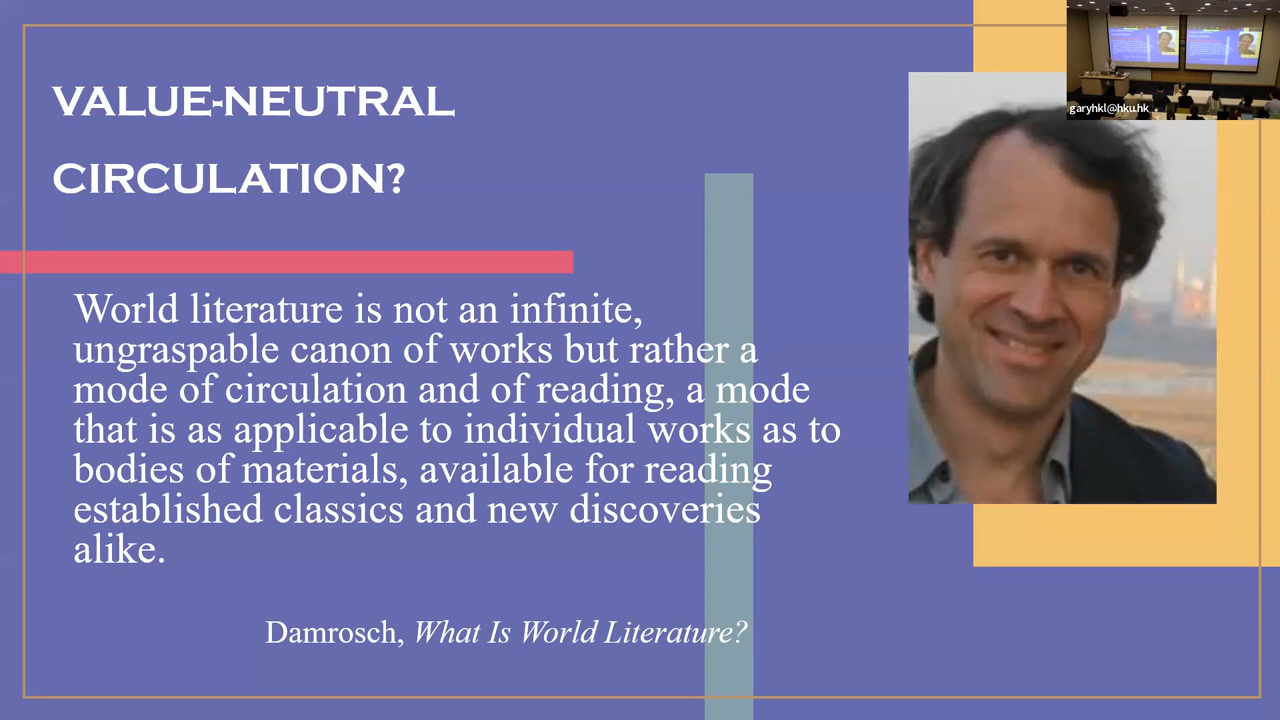 VALUE-NEUTRAL
CIRCULATION?
garyhkl@hku.hk
World literature is not an infinite,
ungraspable canon of works but rather a
mode of circulation and of reading, a mode
that is as applicable to individual works as to
bodies of materials, available for reading
established classics and new discoveries
alike.
Damrosch, What Is World Literature?